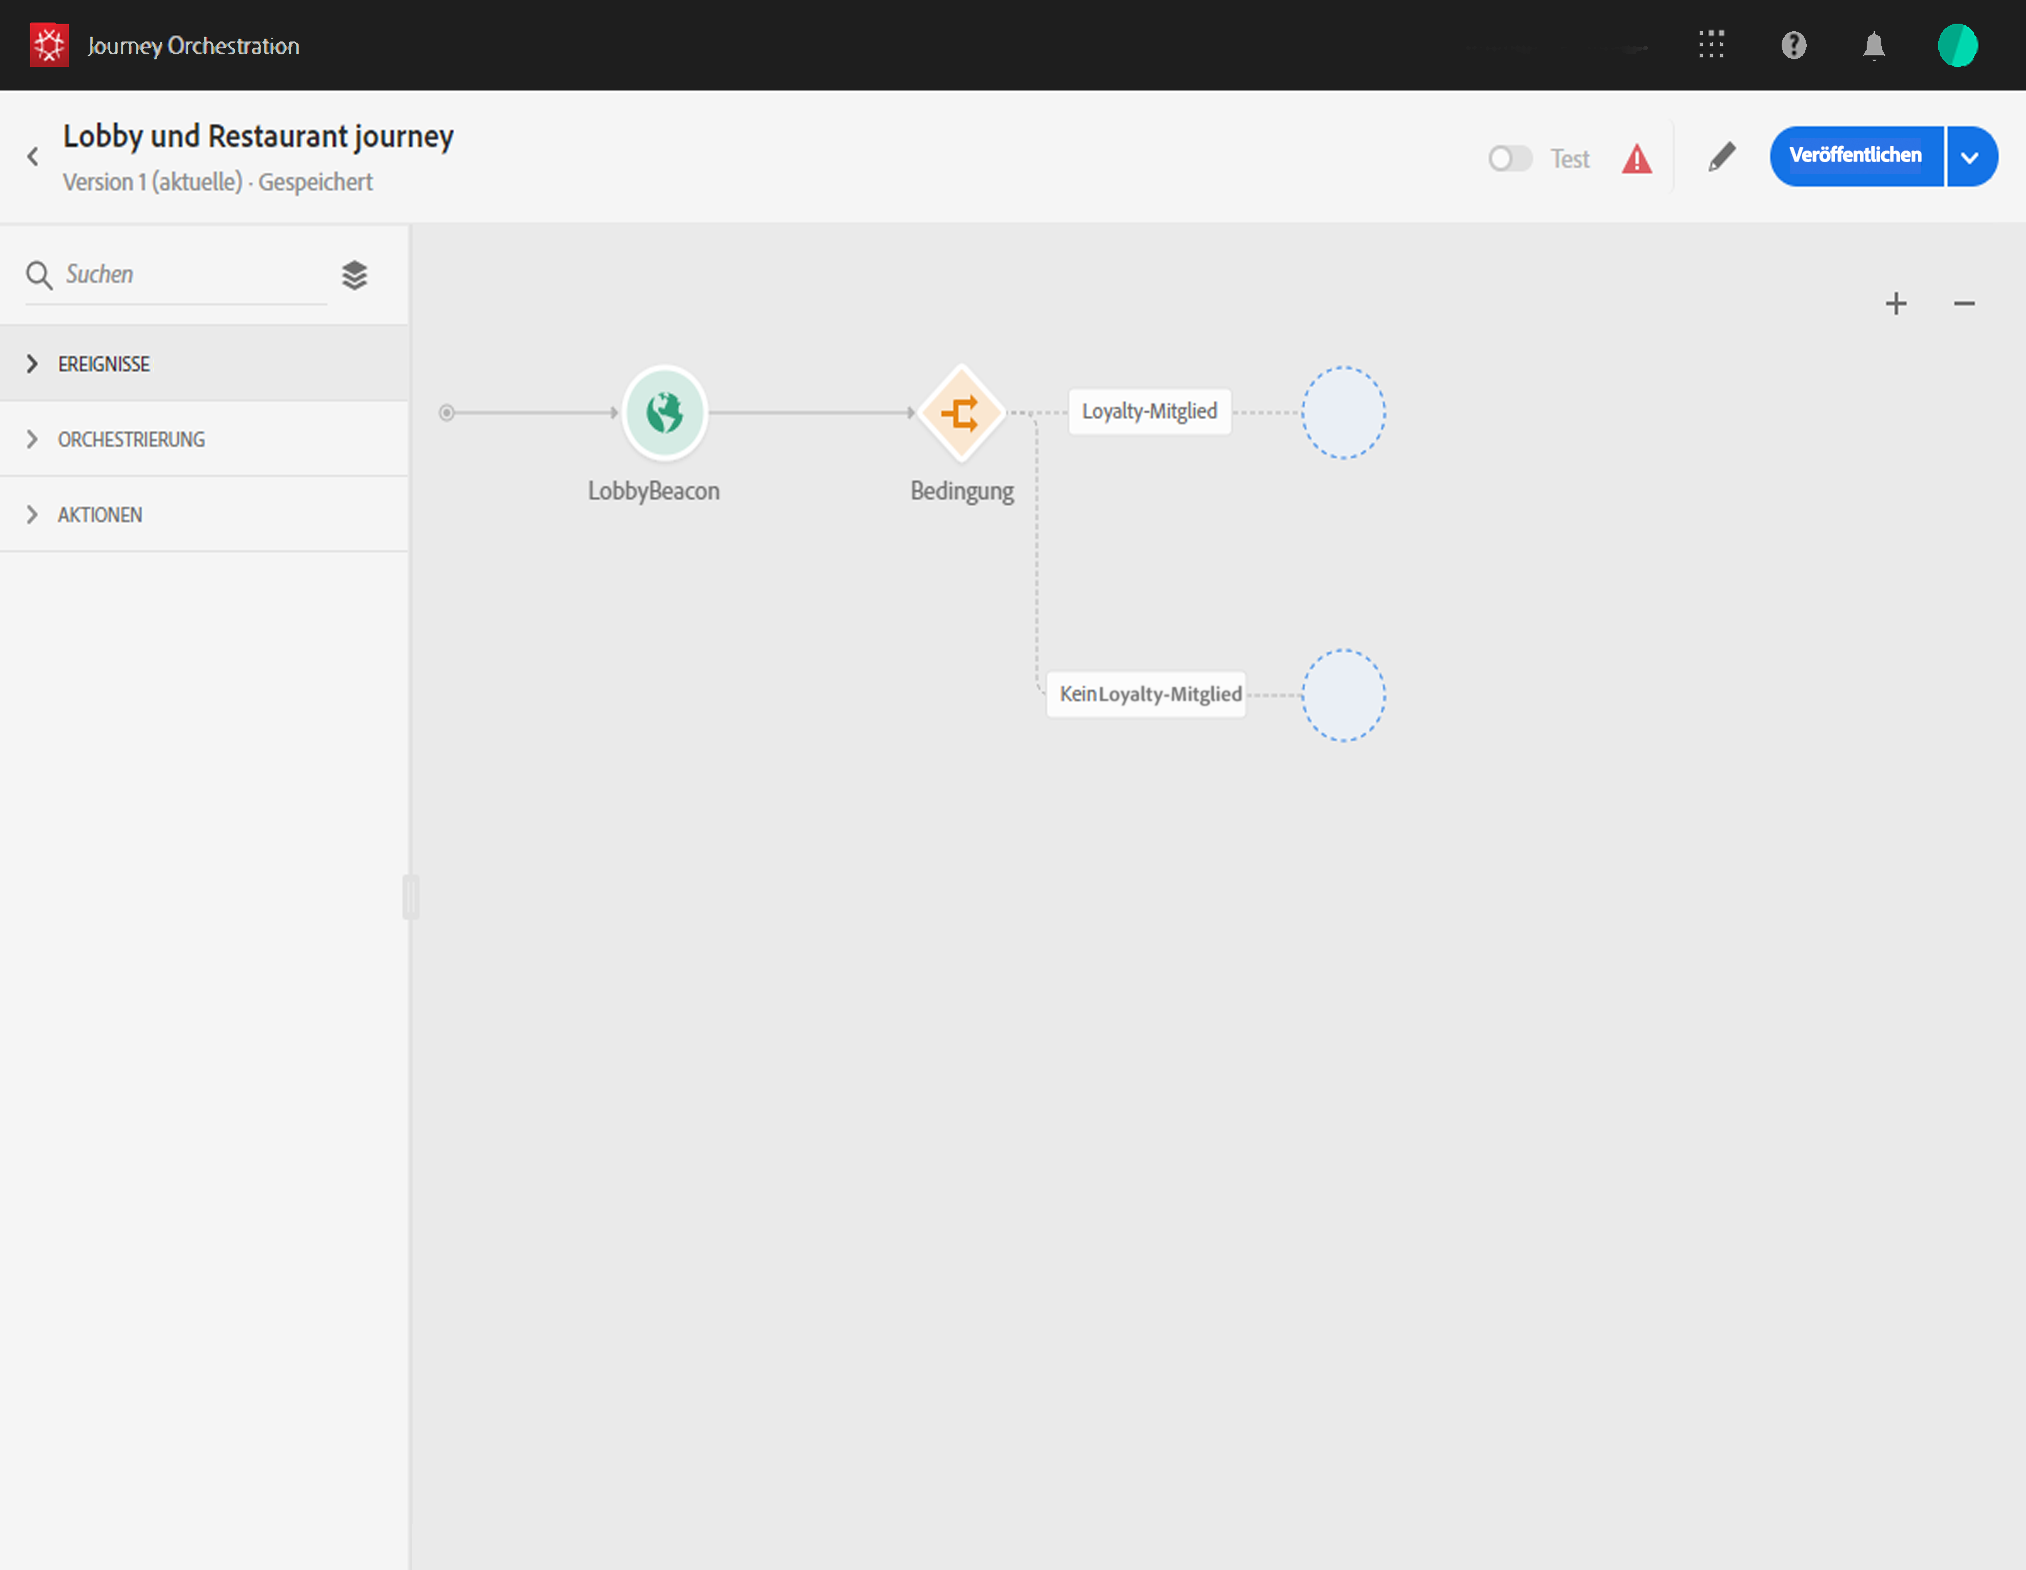 Journey Orchestration
Lobby und Restaurant journey
Version 1 (aktuelle) · Gespeichert
Test
Veröffentlichen
Suchen
EREIGNISSE
ORCHESTRIERUNG
AKTIONEN
LobbyBeacon
Bedingung
Loyalty-Mitglied
KeinLoyalty-Mitglied